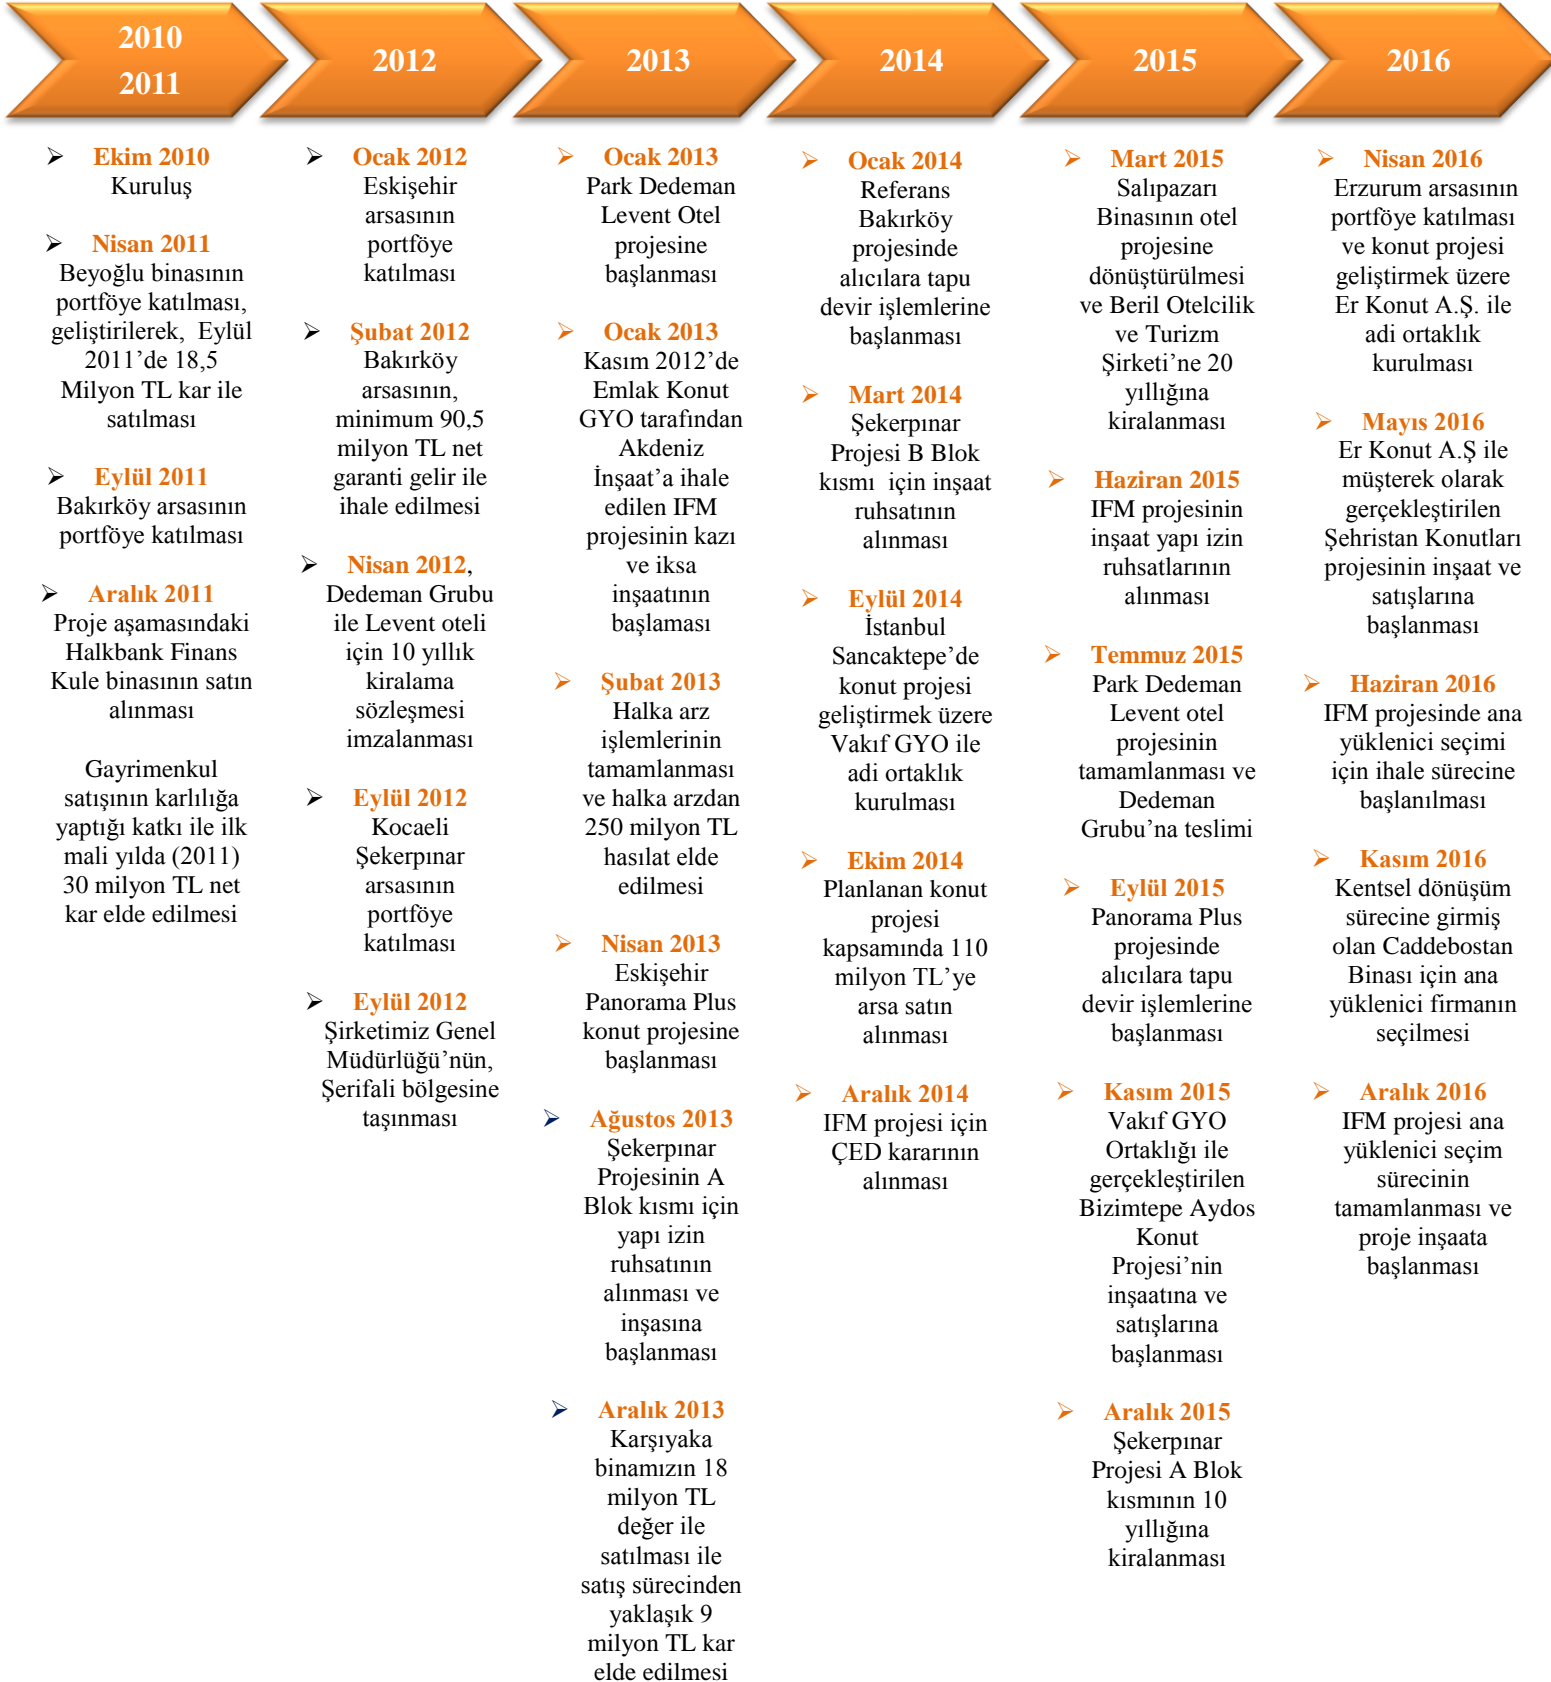 2010
2011
2012
2013
2014
2015
2016
➢ Ekim 2010
Kuruluş
➢ Nisan 2011
Beyoğlu binasının
portföye katılması,
geliştirilerek, Eylül
2011’de 18,5
Milyon TL kar ile
satılması
➢ Eylül 2011
Bakırköy arsasının
portföye katılması
➢ Aralık 2011
Proje aşamasındaki
Halkbank Finans
Kule binasının satın
alınması
Gayrimenkul
satışının karlılığa
yaptığı katkı ile ilk
mali yılda (2011)
30 milyon TL net
kar elde edilmesi
➢ Ocak 2012
Eskişehir
arsasının
portföye
katılması
➢ Şubat 2012
Bakırköy
arsasının,
minimum 90,5
milyon TL net
garanti gelir ile
ihale edilmesi
➢ Nisan 2012,
Dedeman Grubu
ile Levent oteli
için 10 yıllık
kiralama
sözleşmesi
imzalanması
➢ Eylül 2012
Kocaeli
Şekerpınar
arsasının
portföye
katılması
➢ Eylül 2012
Şirketimiz Genel
Müdürlüğü’nün,
Şerifali bölgesine
taşınması
➢ Ocak 2013
Park Dedeman
Levent Otel
projesine
başlanması
➢ Ocak 2013
Kasım 2012’de
Emlak Konut
GYO tarafından
Akdeniz
İnşaat’a ihale
edilen IFM
projesinin kazı
ve iksa
inşaatının
başlaması
➢ Şubat 2013
Halka arz
işlemlerinin
tamamlanması
ve halka arzdan
250 milyon TL
hasılat elde
edilmesi
➢ Nisan 2013
Eskişehir
Panorama Plus
konut projesine
başlanması
➢ Ağustos 2013
Şekerpınar
Projesinin A
Blok kısmı için
yapı izin
ruhsatının
alınması ve
inşasına
başlanması
➢ Aralık 2013
Karşıyaka
binamızın 18
milyon TL
değer ile
satılması ile
satış sürecinden
yaklaşık 9
milyon TL kar
elde edilmesi
➢ Ocak 2014
Referans
Bakırköy
projesinde
alıcılara tapu
devir işlemlerine
başlanması
➢ Mart 2014
Şekerpınar
Projesi B Blok
kısmı için inşaat
ruhsatının
alınması
➢ Eylül 2014
İstanbul
Sancaktepe’de
konut projesi
geliştirmek üzere
Vakıf GYO ile
adi ortaklık
kurulması
➢ Ekim 2014
Planlanan konut
projesi
kapsamında 110
milyon TL’ye
arsa satın
alınması
➢ Aralık 2014
IFM projesi için
ÇED kararının
alınması
➢ Mart 2015
Salıpazarı
Binasının otel
projesine
dönüştürülmesi
ve Beril Otelcilik
ve Turizm
Şirketi’ne 20
yıllığına
kiralanması
➢ Haziran 2015
IFM projesinin
inşaat yapı izin
ruhsatlarının
alınması
➢ Temmuz 2015
Park Dedeman
Levent otel
projesinin
tamamlanması ve
Dedeman
Grubu’na teslimi
➢ Eylül 2015
Panorama Plus
projesinde
alıcılara tapu
devir işlemlerine
başlanması
➢ Kasım 2015
Vakıf GYO
Ortaklığı ile
gerçekleştirilen
Bizimtepe Aydos
Konut
Projesi’nin
inşaatına ve
satışlarına
başlanması
➢ Aralık 2015
Şekerpınar
Projesi A Blok
kısmının 10
yıllığına
kiralanması
➢ Nisan 2016
Erzurum arsasının
portföye katılması
ve konut projesi
geliştirmek üzere
Er Konut A.Ş. ile
adi ortaklık
kurulması
➢ Mayıs 2016
Er Konut A.Ş ile
müşterek olarak
gerçekleştirilen
Şehristan Konutları
projesinin inşaat ve
satışlarına
başlanması
➢ Haziran 2016
IFM projesinde ana
yüklenici seçimi
için ihale sürecine
başlanılması
➢ Kasım 2016
Kentsel dönüşüm
sürecine girmiş
olan Caddebostan
Binası için ana
yüklenici firmanın
seçilmesi
➢ Aralık 2016
IFM projesi ana
yüklenici seçim
sürecinin
tamamlanması ve
proje inşaata
başlanması